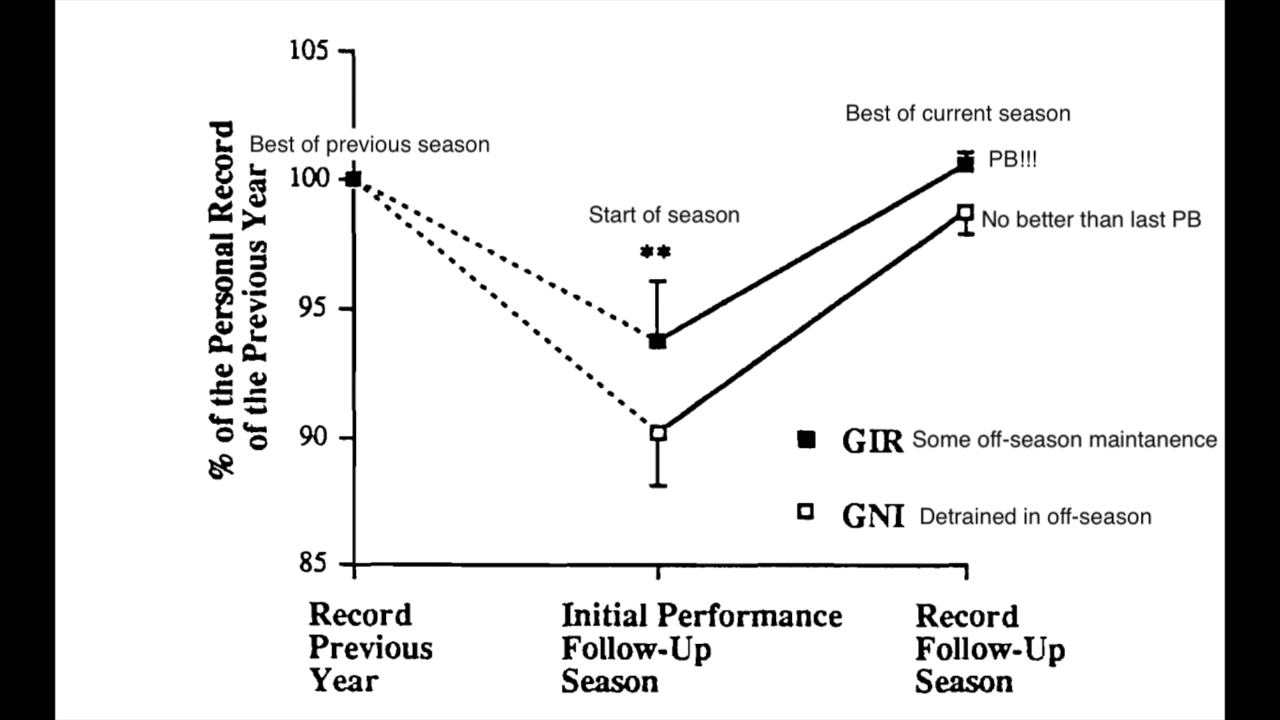 105
Best of current season
Best of previous season
100
PB!!!
Start of season
No better than last PB
**
95
90
85
% of the Personal Record
of the Previous Year
GIR Some off-season maintanence
GNI Detrained in off-season
Record
Previous
Year
Initial Performance
Follow-Up
Season
Record
Follow-Up
Season